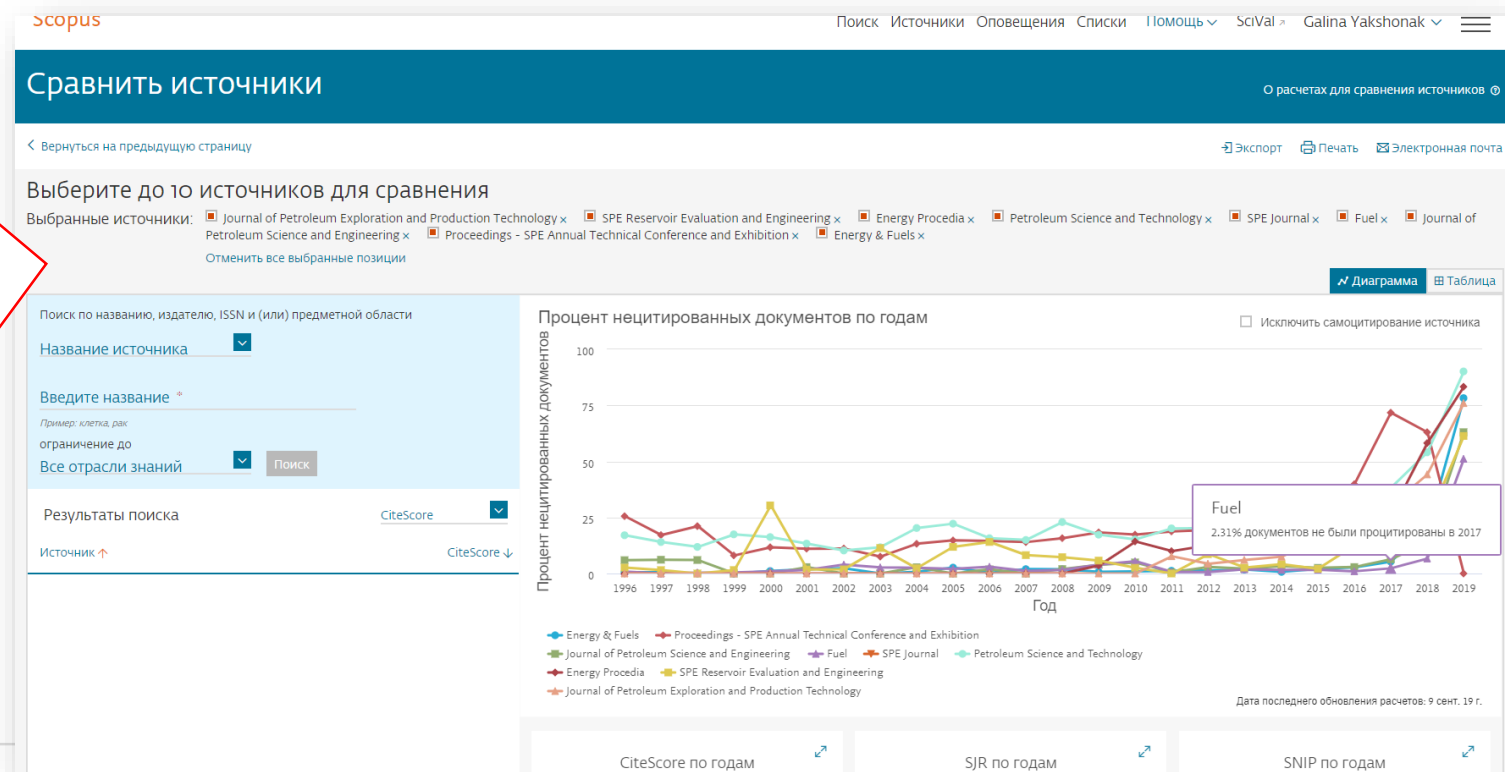 Scopus
Поиск Источники Оповещения Списки Помощь SciVal Galina Yakshonak
Сравнить источники
О расчетах для сравнения источников
Вернуться на предыдущую страницу
Экспорт Печать Электронная почта
Выберите до 10 источников для сравнения
Выбранные источники: Journal of Petroleum Exploration and Production Technology × SPE Reservoir Evaluation and Engineering × Energy Procedia × Petroleum Science and Technology × SPE Journal × Fuel × Journal of
Petroleum Science and Engineering × Proceedings - SPE Annual Technical Conference and Exhibition × Energy & Fuels ×
Отменить все выбранные позиции
Диаграмма Таблица
Поиск по названию, издателю, ISSN и (или) предметной области
Название источника
Введите название *
Пример: клетка, рак
ограничение до
Все отрасли знаний Поиск
Результаты поиска CiteScore
Источник ↑ CiteScore ↓
Процент нецитированных документов по годам
Исключить самоцитирование источника
Процент нецитированных документов
100
75
50
25
0
Fuel
2.31% документов не были процитированы в 2017
1996 1997 1998 1999 2000 2001 2002 2003 2004 2005 2006 2007 2008 2009 2010 2011 2012 2013 2014 2015 2016 2017 2018 2019
Год
Energy & Fuels Proceedings - SPE Annual Technical Conference and Exhibition
Journal of Petroleum Science and Engineering Fuel SPE Journal Petroleum Science and Technology
Energy Procedia SPE Reservoir Evaluation and Engineering
Journal of Petroleum Exploration and Production Technology
Дата последнего обновления расчетов: 9 сент. 19 г.
CiteScore по годам
SJR по годам
SNIP по годам